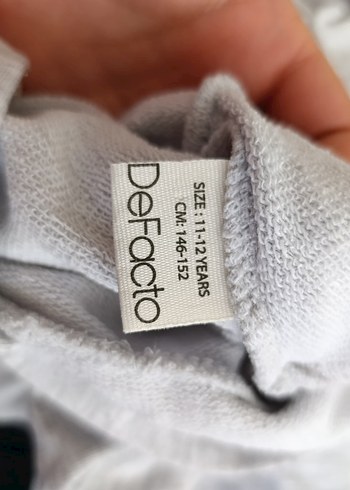 SIZE : 11-12 YEARS
CM: 146-152
DeFacto